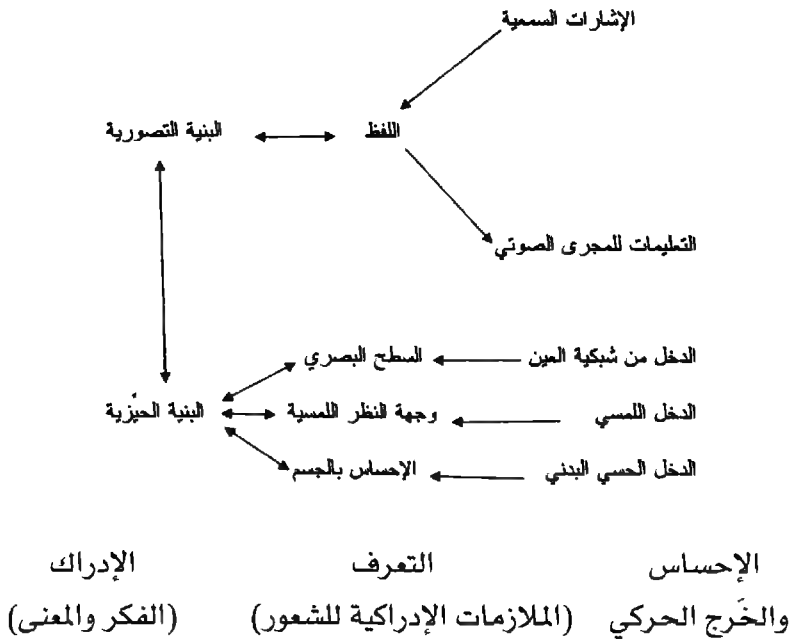 الإشارات السمعية
اللفظ البنية التصورية
التعليمات للمجرى الصوتي
الدخل من شبكية العين السطح البصري
الدخل اللمسي وجهة النظر اللمسية البنية الحيّزية
الدخل الحسي البدني الإحساس بالجسم
الإحساس التعرف الإدراك
والخَرج الحركي (الملازمات الإدراكية للشعور) (الفكر والمعنى)